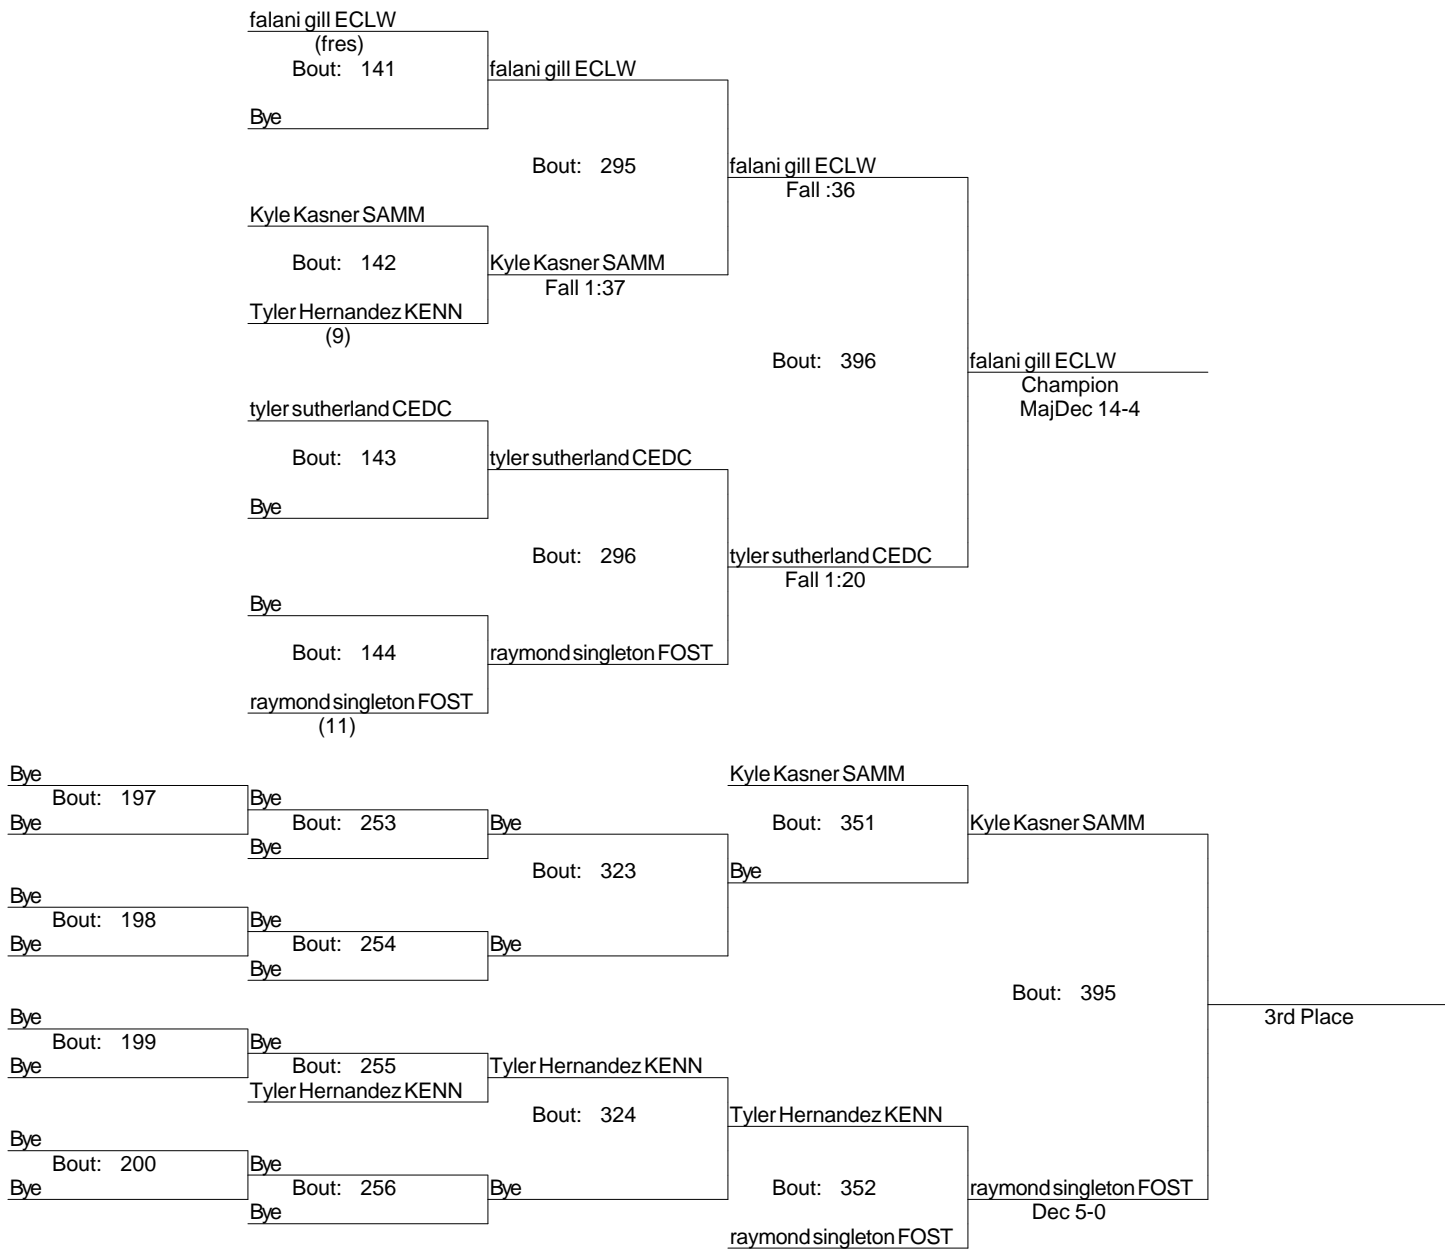 falani gill ECLW
(fres)
Bout: 141
falani gill ECLW
Bye
Bout: 295
falani gill ECLW
Fall :36
Kyle Kasner SAMM
Bout: 142
Kyle Kasner SAMM
Fall 1:37
Tyler Hernandez KENN
(9)
Bout: 396
falani gill ECLW
Champion
MajDec 14-4
tyler sutherland CEDC
Bout: 143
tyler sutherland CEDC
Bye
Bout: 296
tyler sutherland CEDC
Fall 1:20
Bye
Bout: 144
raymond singleton FOST
raymond singleton FOST
(11)
Bye
Bout: 197
Bye
Bye
Bout: 253
Bye
Bye
Bout: 323
Kyle Kasner SAMM
Bout: 351
Bye
Kyle Kasner SAMM
Bye
Bout: 198
Bye
Bye
Bout: 254
Bye
Bye
Bout: 395
3rd Place
Bye
Bout: 199
Bye
Bye
Bout: 255
Tyler Hernandez KENN
Tyler Hernandez KENN
Bout: 324
Tyler Hernandez KENN
Bye
Bout: 200
Bye
Bye
Bout: 256
Bye
Bye
Bout: 352
raymond singleton FOST
Dec 5-0
raymond singleton FOST